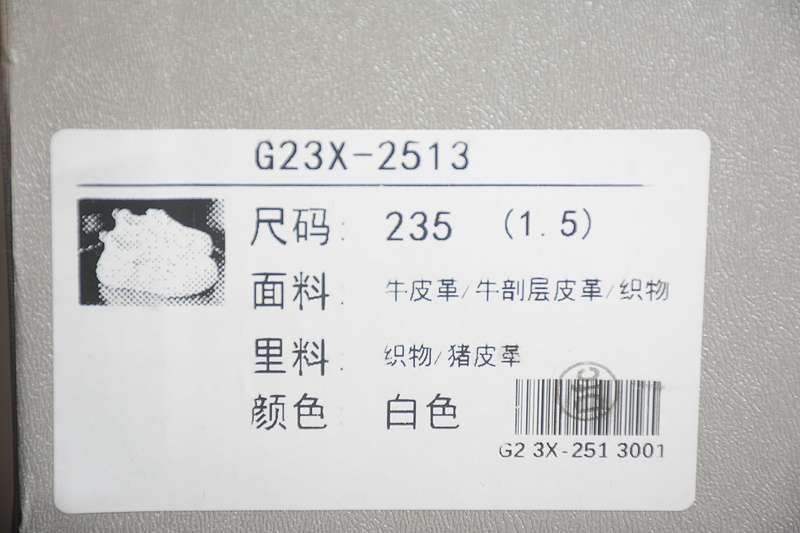 G23X-2513
尺码: 235 (1.5)
面料: 牛皮革/牛剖层皮革/织物
里料: 织物/猪皮革
颜色: 白色
G2 3X-251 3001